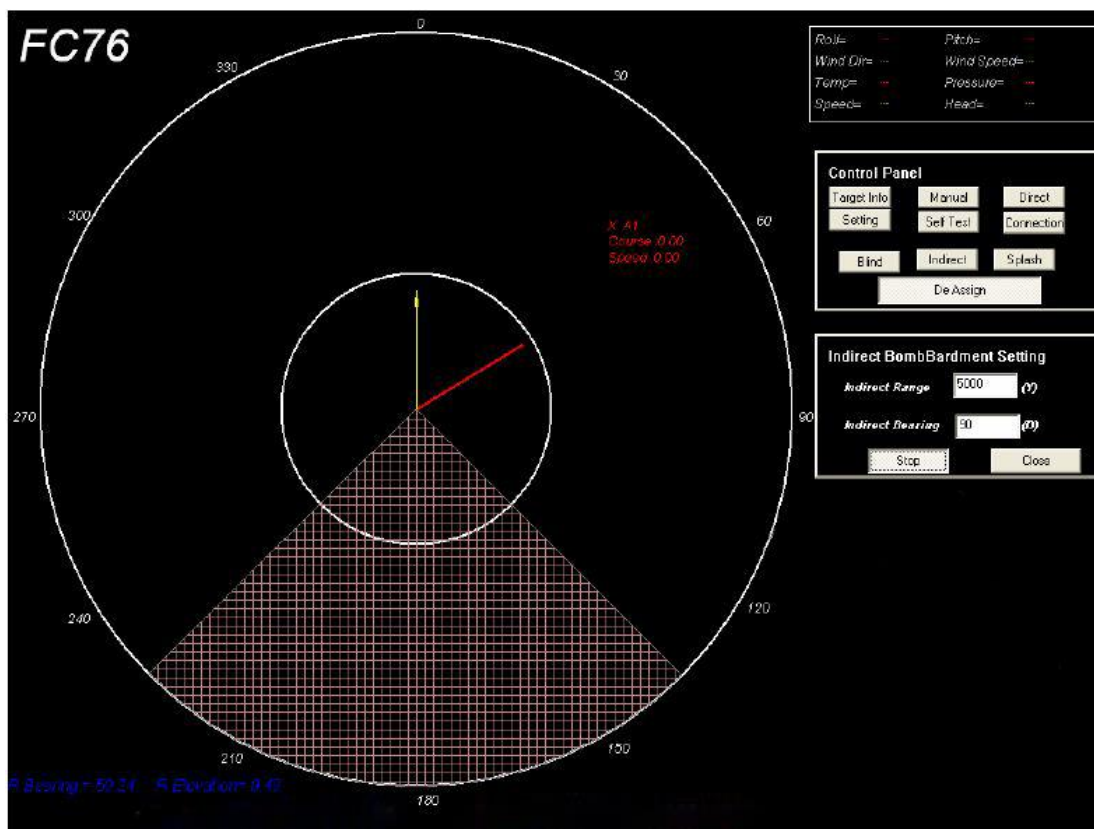 FC76
0
30
60
90
120
150
180
210
240
270
300
330
X A1
Course 0.00
Speed 0.00
Roll= --- Pitch= ---
Wind Dir= --- Wind Speed= ---
Temp= --- Pressure= ---
Speed= --- Head= ---
Control Panel
Target Info Manual Direct
Setting Self Test Connection
Blind Indirect Splash
De Assign
Indirect BombBardment Setting
Indirect Range 5000 (Y)
Indirect Bearing 90 (D)
Stop Close
R Bearing= R Elevation=